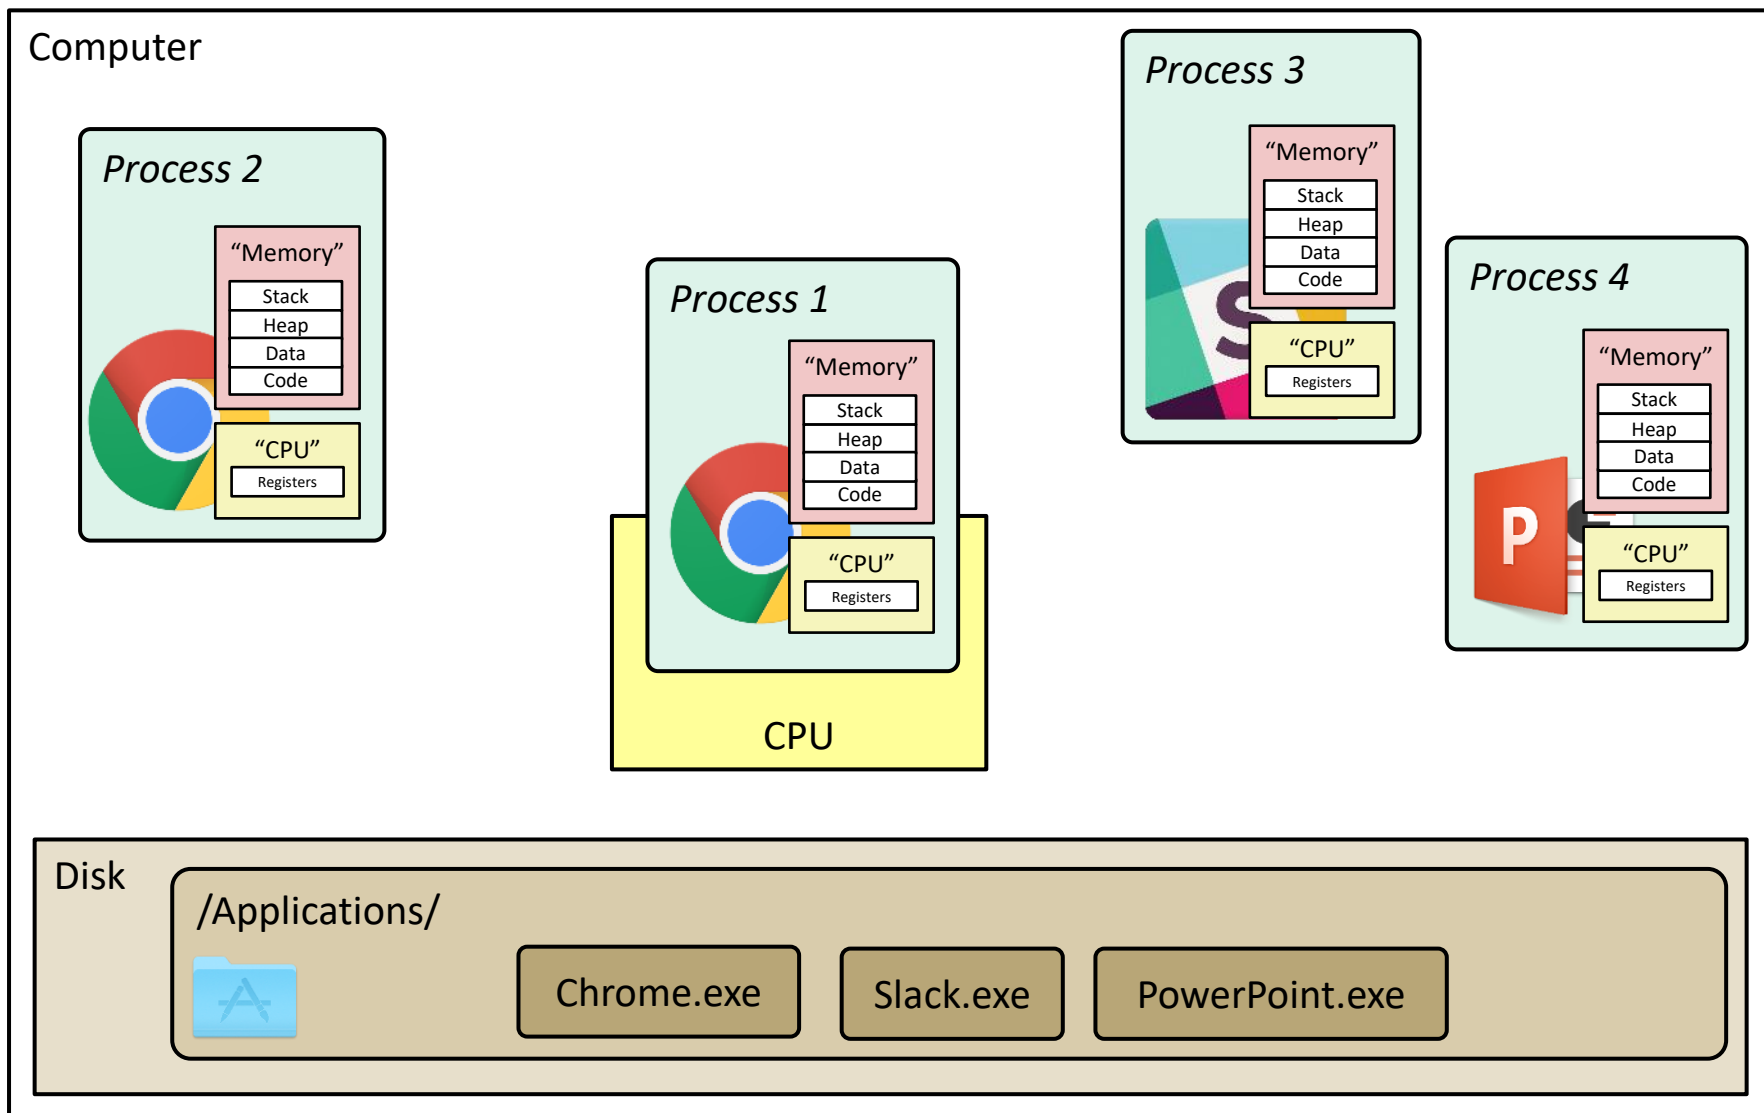 Computer
Process 2
“Memory”
Stack
Heap
Data
Code
“CPU”
Registers
Process 1
“Memory”
Stack
Heap
Data
Code
“CPU”
Registers
CPU
Process 3
“Memory”
Stack
Heap
Data
Code
S
“CPU”
Registers
Process 4
“Memory”
Stack
Heap
Data
Code
P
“CPU”
Registers
Disk
/Applications/
Chrome.exe
Slack.exe
PowerPoint.exe